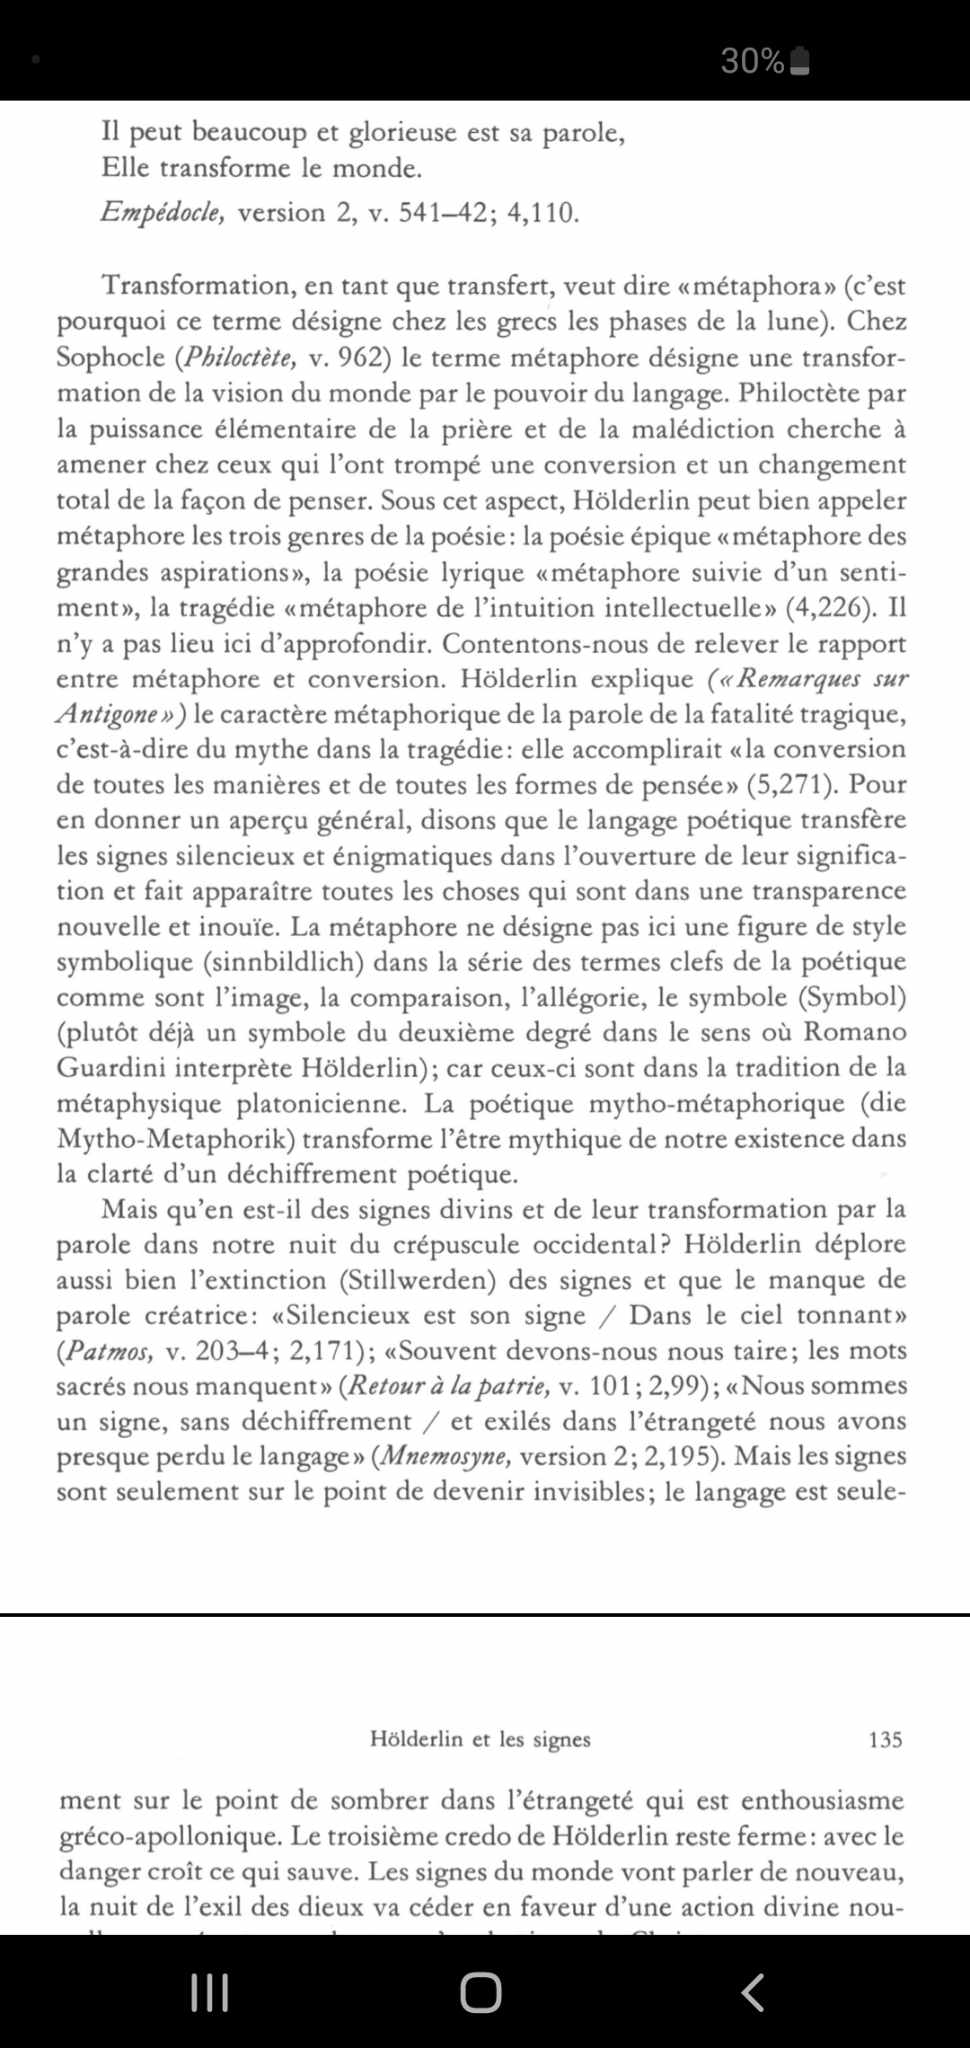 30%
Il peut beaucoup et glorieuse est sa parole,
Elle transforme le monde.
Empédocle, version 2, v. 541–42; 4,110.
Transformation, en tant que transfert, veut dire «métaphora» (c'est
pourquoi ce terme désigne chez les grecs les phases de la lune). Chez
Sophocle (Philoctète, v. 962) le terme métaphore désigne une transfor-
mation de la vision du monde par le pouvoir du langage. Philoctète par
la puissance élémentaire de la prière et de la malédiction cherche à
amener chez ceux qui l'ont trompé une conversion et un changement
total de la façon de penser. Sous cet aspect, Hölderlin peut bien appeler
métaphore les trois genres de la poésie: la poésie épique «métaphore des
grandes aspirations», la poésie lyrique «métaphore suivie d'un senti-
ment», la tragédie «métaphore de l'intuition intellectuelle» (4,226). Il
n'y a pas lieu ici d'approfondir. Contentons-nous de relever le rapport
entre métaphore et conversion. Hölderlin explique («Remarques sur
Antigone») le caractère métaphorique de la parole de la fatalité tragique,
c'est-à-dire du mythe dans la tragédie: elle accomplirait «la conversion
de toutes les manières et de toutes les formes de pensée» (5,271). Pour
en donner un aperçu général, disons que le langage poétique transfère
les signes silencieux et énigmatiques dans l'ouverture de leur significa-
tion et fait apparaître toutes les choses qui sont dans une transparence
nouvelle et inouïe. La métaphore ne désigne pas ici une figure de style
symbolique (sinnbildlich) dans la série des termes clefs de la poétique
comme sont l'image, la comparaison, l'allégorie, le symbole (Symbol)
(plutôt déjà un symbole du deuxième degré dans le sens où Romano
Guardini interprète Hölderlin); car ceux-ci sont dans la tradition de la
métaphysique platonicienne. La poétique mytho-métaphorique (die
Mytho-Metaphorik) transforme l'être mythique de notre existence dans
la clarté d'un déchiffrement poétique.
Mais qu'en est-il des signes divins et de leur transformation par la
parole dans notre nuit du crépuscule occidental? Hölderlin déplore
aussi bien l'extinction (Stillwerden) des signes et que le manque de
parole créatrice: «Silencieux est son signe / Dans le ciel tonnant»
(Patmos, v. 203–4; 2,171); «Souvent devons-nous nous taire; les mots
sacrés nous manquent» (Retour à la patrie, v. 101; 2,99); «Nous sommes
un signe, sans déchiffrement / et exilés dans l'étrangeté nous avons
presque perdu le langage» (Mnemosyne, version 2; 2,195). Mais les signes
sont seulement sur le point de devenir invisibles; le langage est seule-
Hölderlin et les signes 135
ment sur le point de sombrer dans l'étrangeté qui est enthousiasme
gréco-apollonique. Le troisième credo de Hölderlin reste ferme: avec le
danger croît ce qui sauve. Les signes du monde vont parler de nouveau,
la nuit de l'exil des dieux va céder en faveur d'une action divine nou-